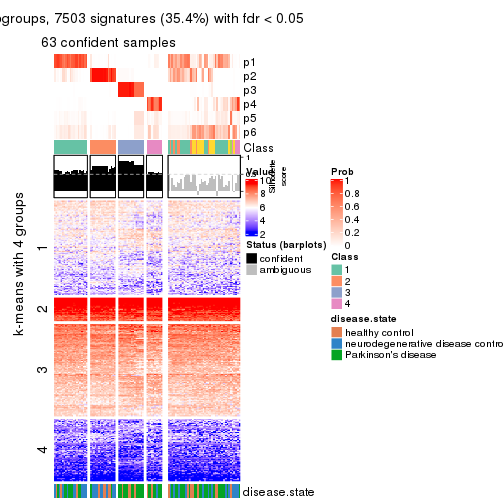 groups, 7503 signatures (35.4%) with fdr < 0.05
63 confident samples
p1
p2
p3
p4
p5
p6
Class
1
0
Silhouette
score
k-means with 4 groups
1
2
3
4
disease.state
Value
10
8
6
4
2
Status (barplots)
confident
ambiguous
Prob
1
0.8
0.6
0.4
0.2
0
Class
1
2
3
4
disease.state
healthy control
neurodegenerative disease contro
Parkinson's disease